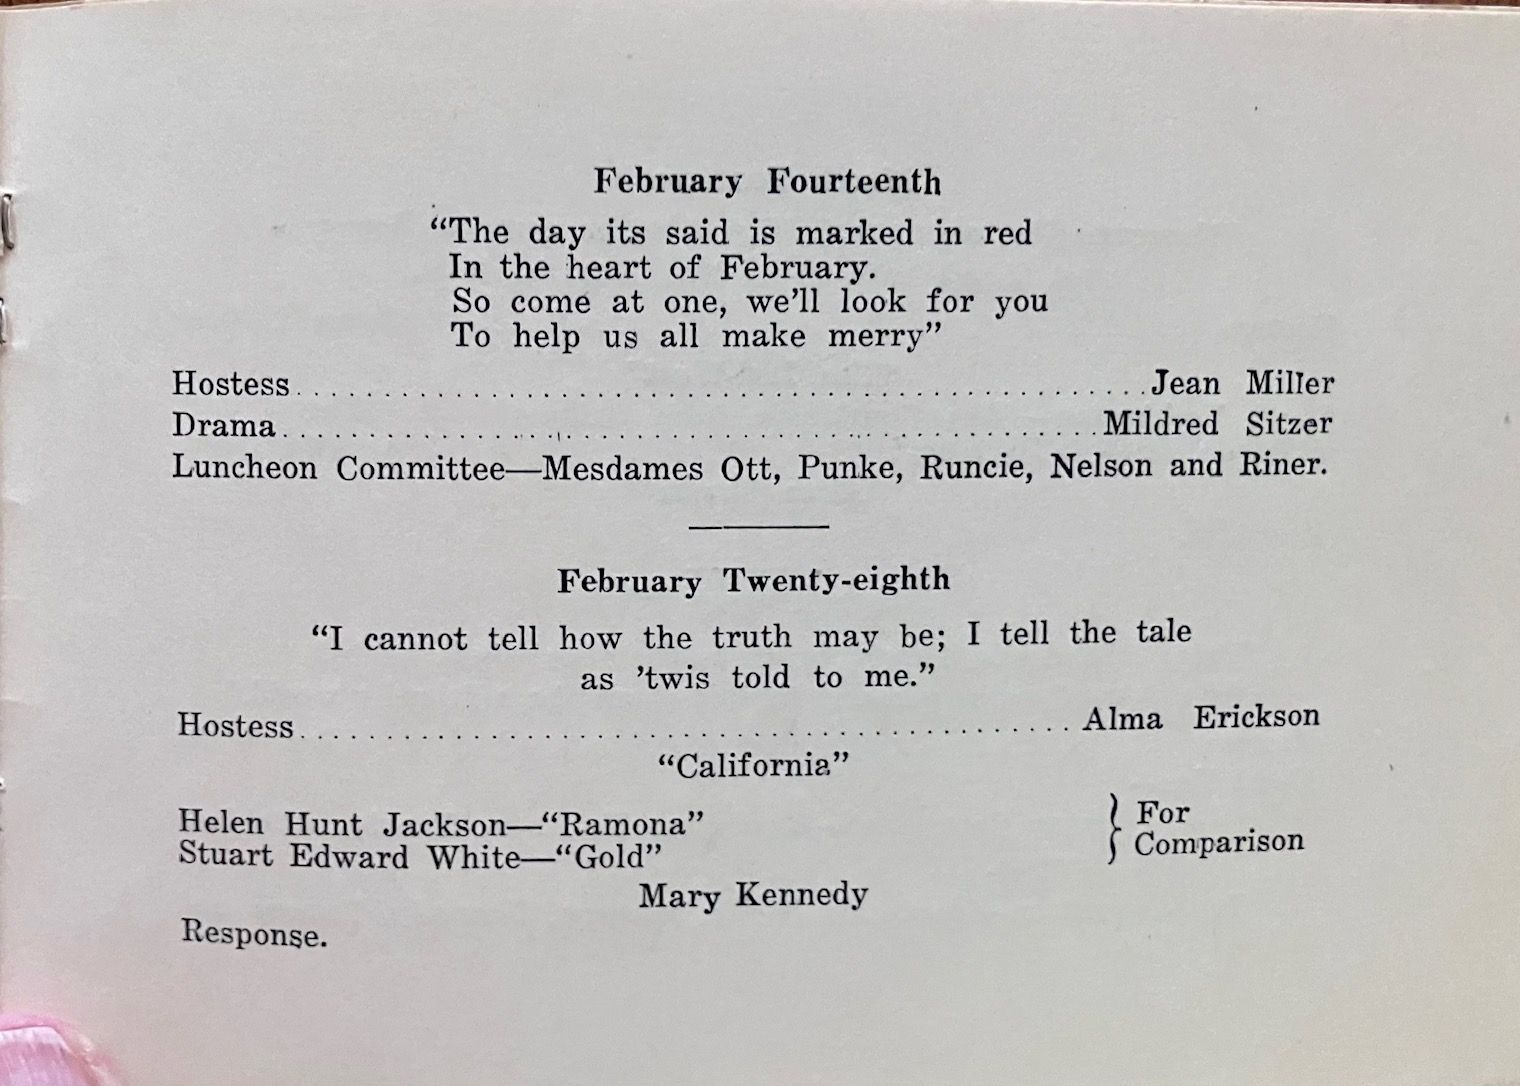 February Fourteenth
“The day its said is marked in red
In the heart of February.
So come at one, we’ll look for you
To help us all make merry”
Hostess................................................Jean Miller
Drama................................................Mildred Sitzer
Luncheon Committee—Mesdames Ott, Punke, Runcie, Nelson and Riner.
February Twenty-eighth
“I cannot tell how the truth may be; I tell the tale
as ’twis told to me.”
Hostess.............................................Alma Erickson
“California”
Helen Hunt Jackson—“Ramona” } For
Stuart Edward White—“Gold” Comparison
Mary Kennedy
Response.